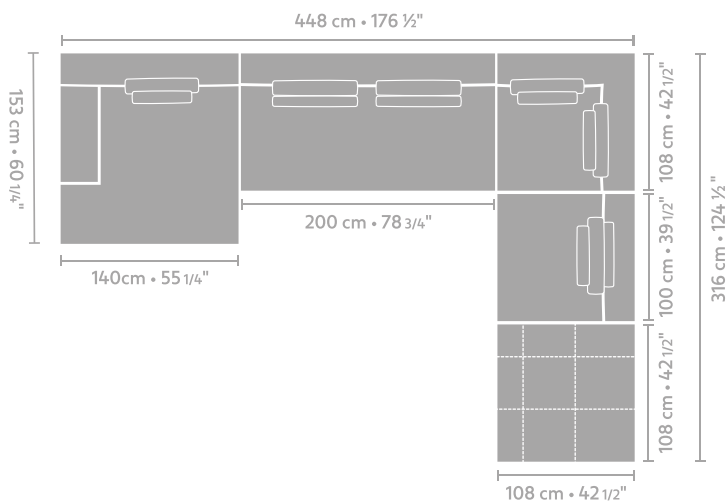 448 cm • 176 ½"
153 cm • 60 1/4"
108 cm • 42 1/2"
200 cm • 78 3/4"
100 cm • 39 1/2"
316 cm • 124 ½"
140cm • 55 1/4"
108 cm • 42 1/2"
108 cm • 42 1/2"